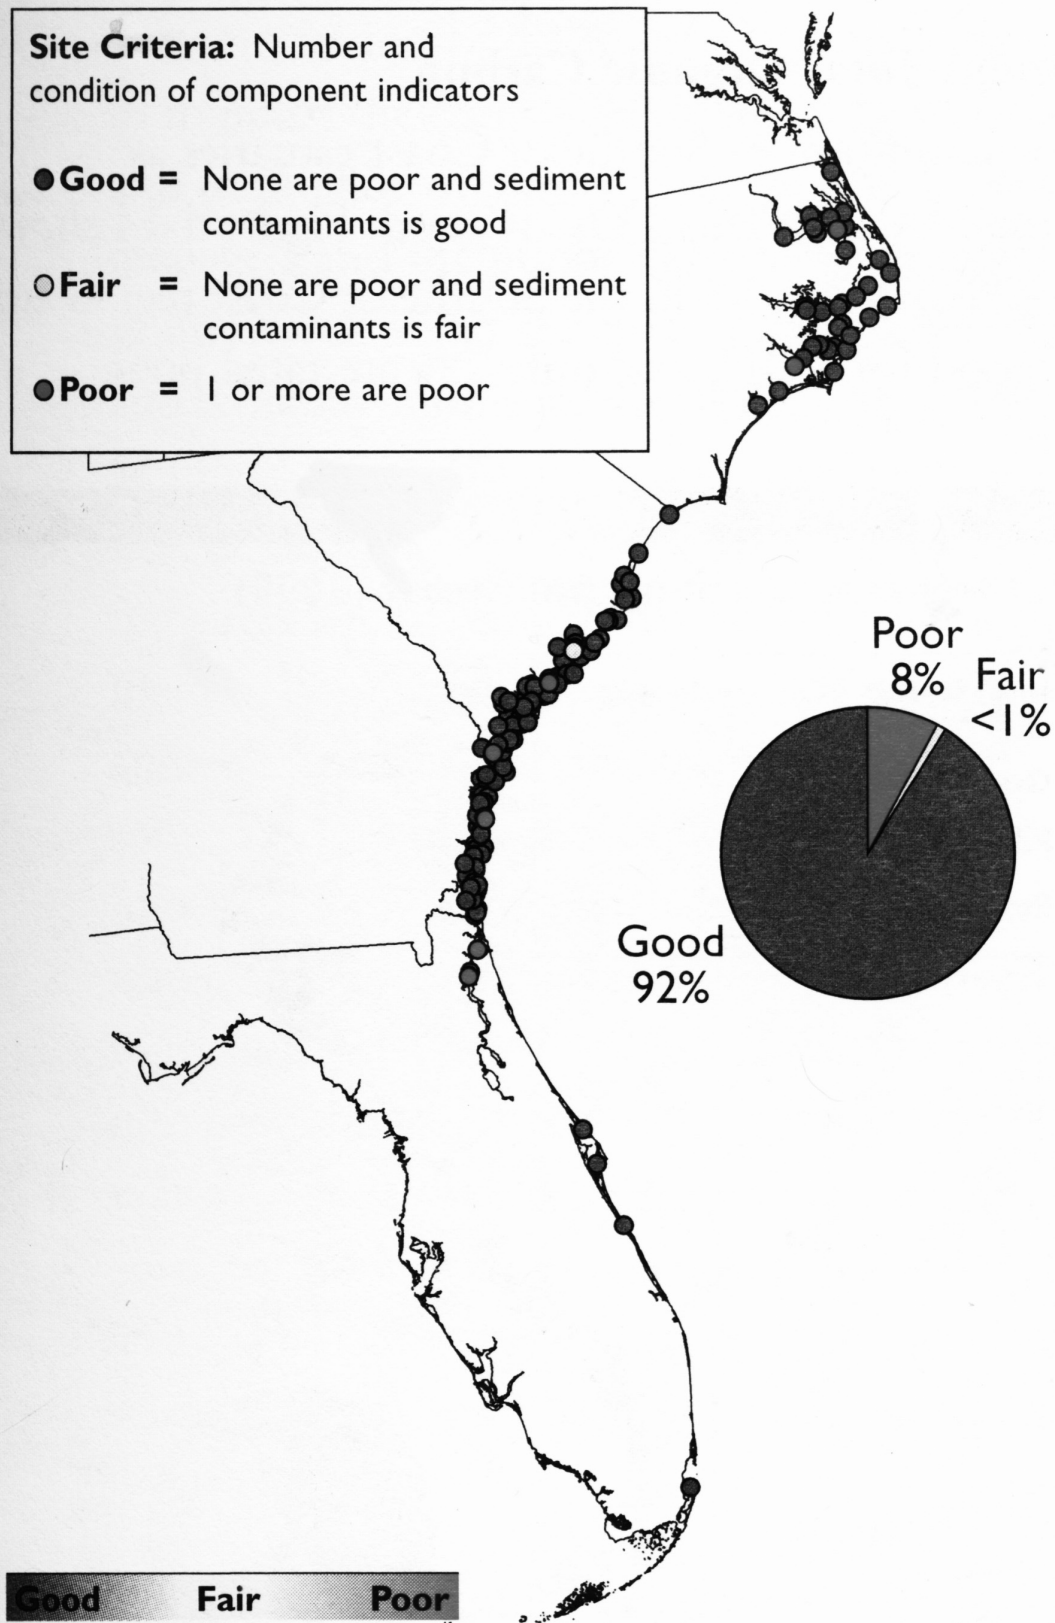 Site Criteria: Number and
condition of component indicators
Good = None are poor and sediment
contaminants is good
Fair = None are poor and sediment
contaminants is fair
Poor = 1 or more are poor
Poor
8%
Fair
<1%
Good
92%
Good Fair Poor